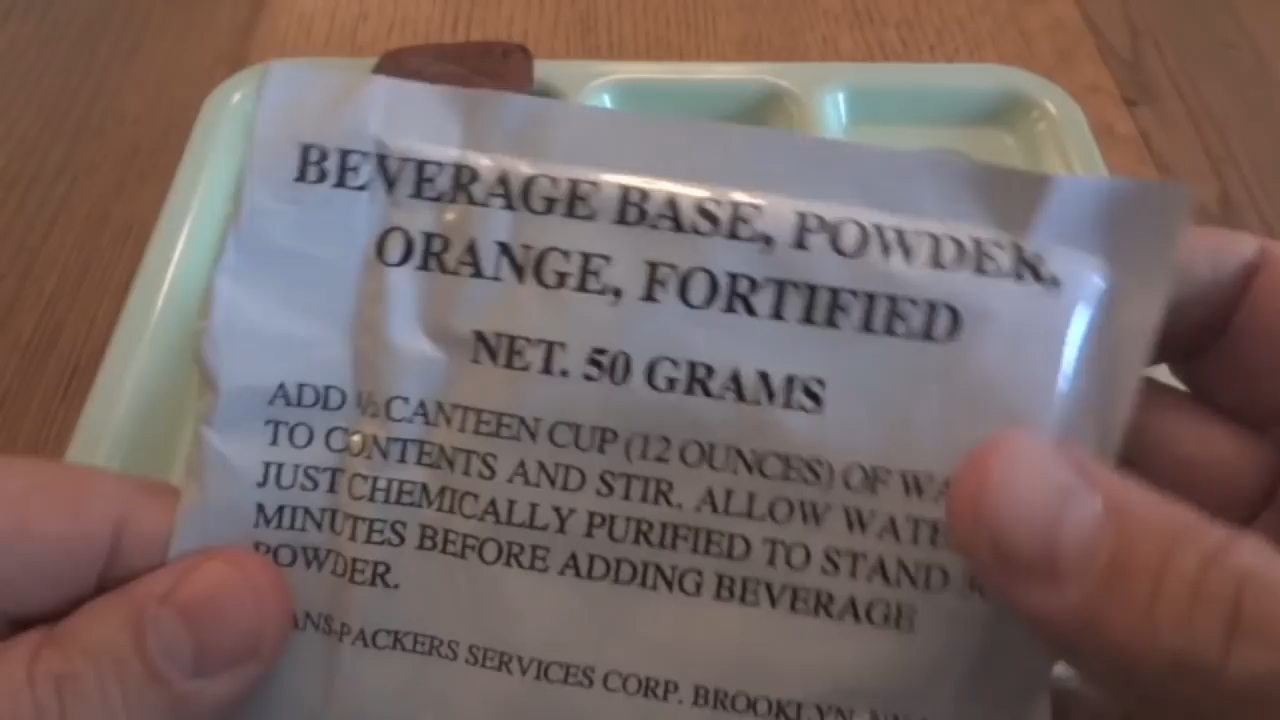 BEVERAGE BASE, POWDER,
ORANGE, FORTIFIED
NET. 50 GRAMS
ADD ½ CANTEEN CUP (12 OUNCES) OF
TO CONTENTS AND STIR. ALLOW
JUST CHEMICALLY PURIFIED TO STAND
MINUTES BEFORE ADDING BEVERAGE
POWDER.
ANS-PACKERS SERVICES CORP. BROOKLYN,